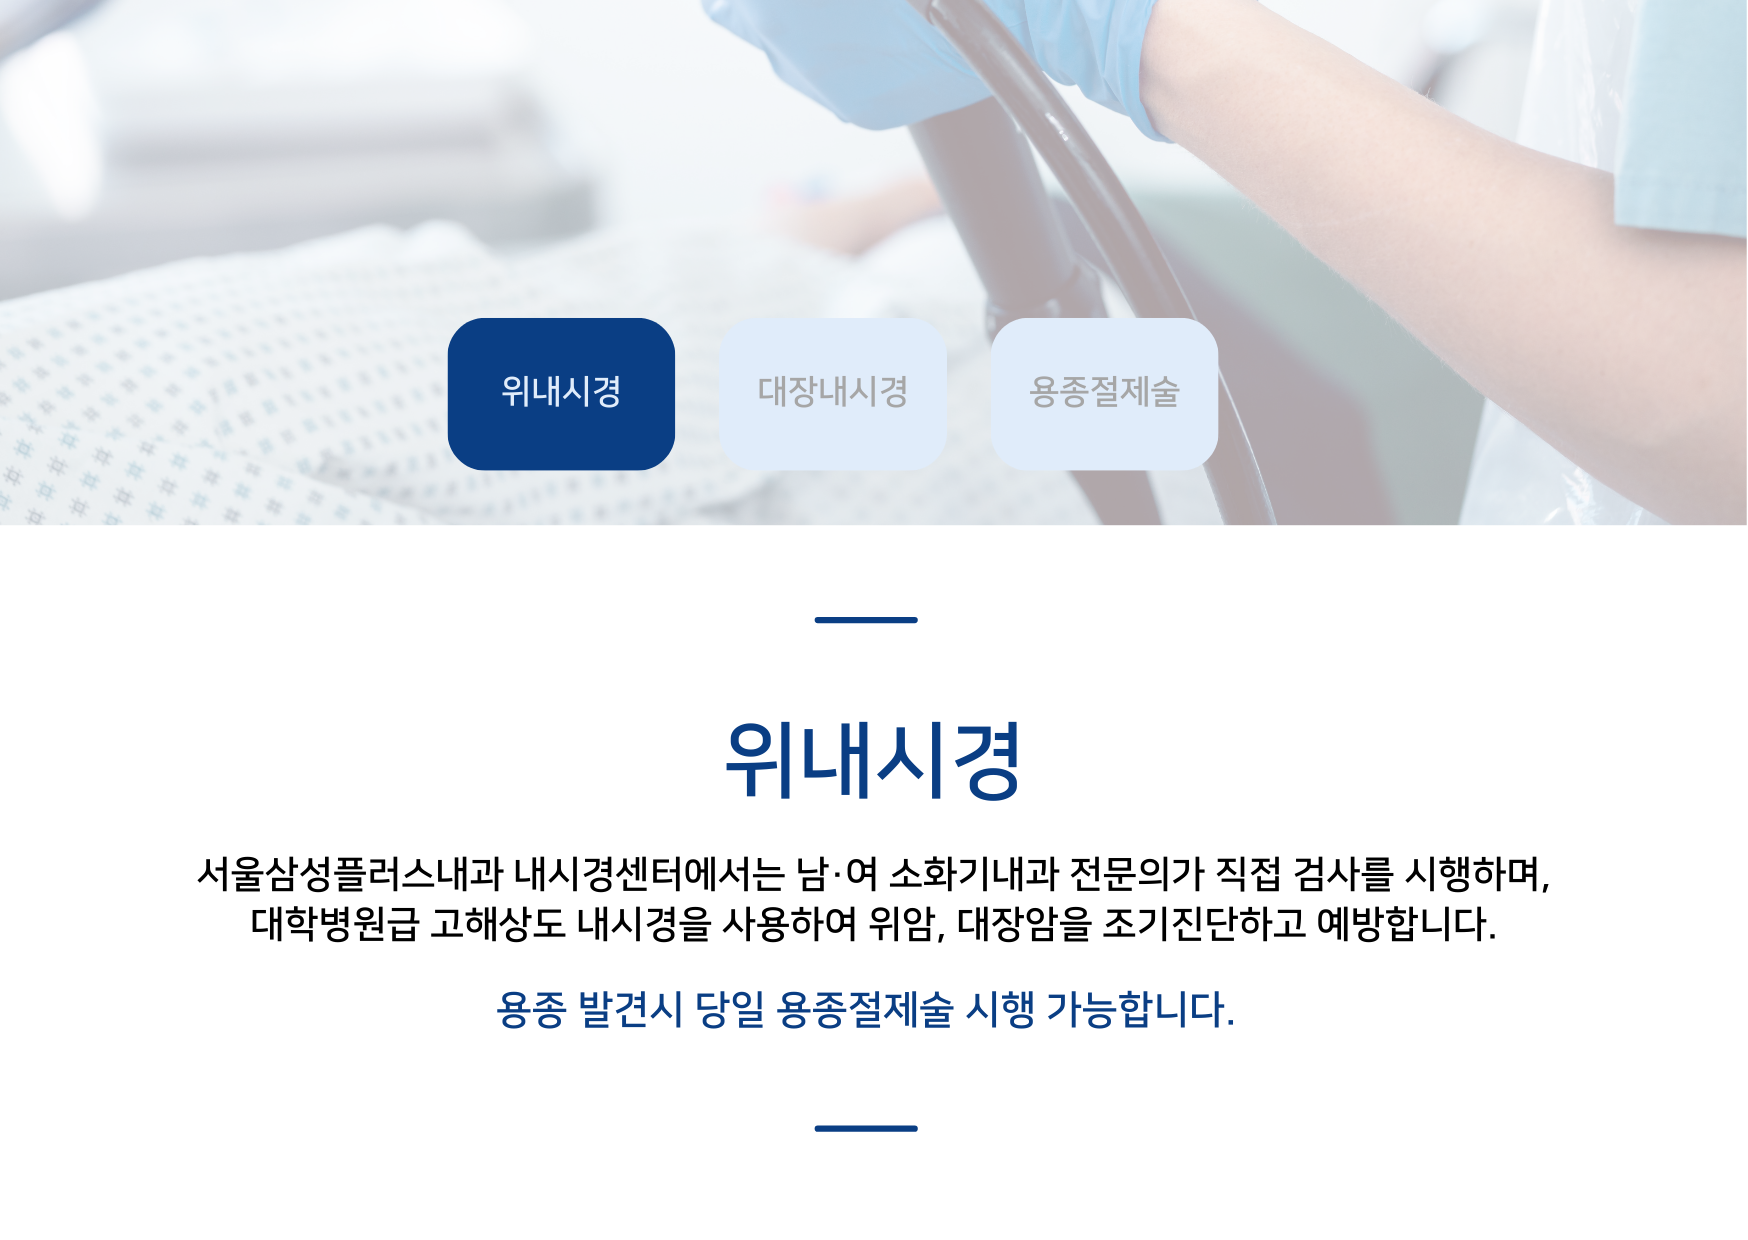 위내시경
대장내시경
용종절제술
위내시경
서울삼성플러스내과 내시경센터에서는 남·여 소화기내과 전문의가 직접 검사를 시행하며,
대학병원급 고해상도 내시경을 사용하여 위암, 대장암을 조기진단하고 예방합니다.
용종 발견시 당일 용종절제술 시행 가능합니다.